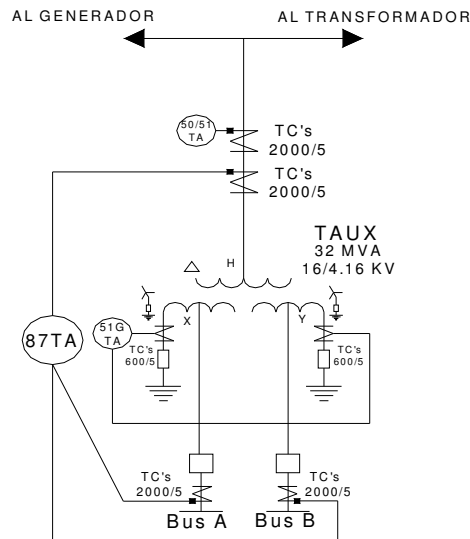 AL GENERADOR
AL TRANSFORMADOR
50/51
TA
TC's
2000/5
TC's
2000/5
TAUX
32 MVA
16/4.16 KV
H
X
Y
51G
TA
87TA
TC's
600/5
TC's
600/5
TC's
2000/5
TC's
2000/5
Bus A
Bus B